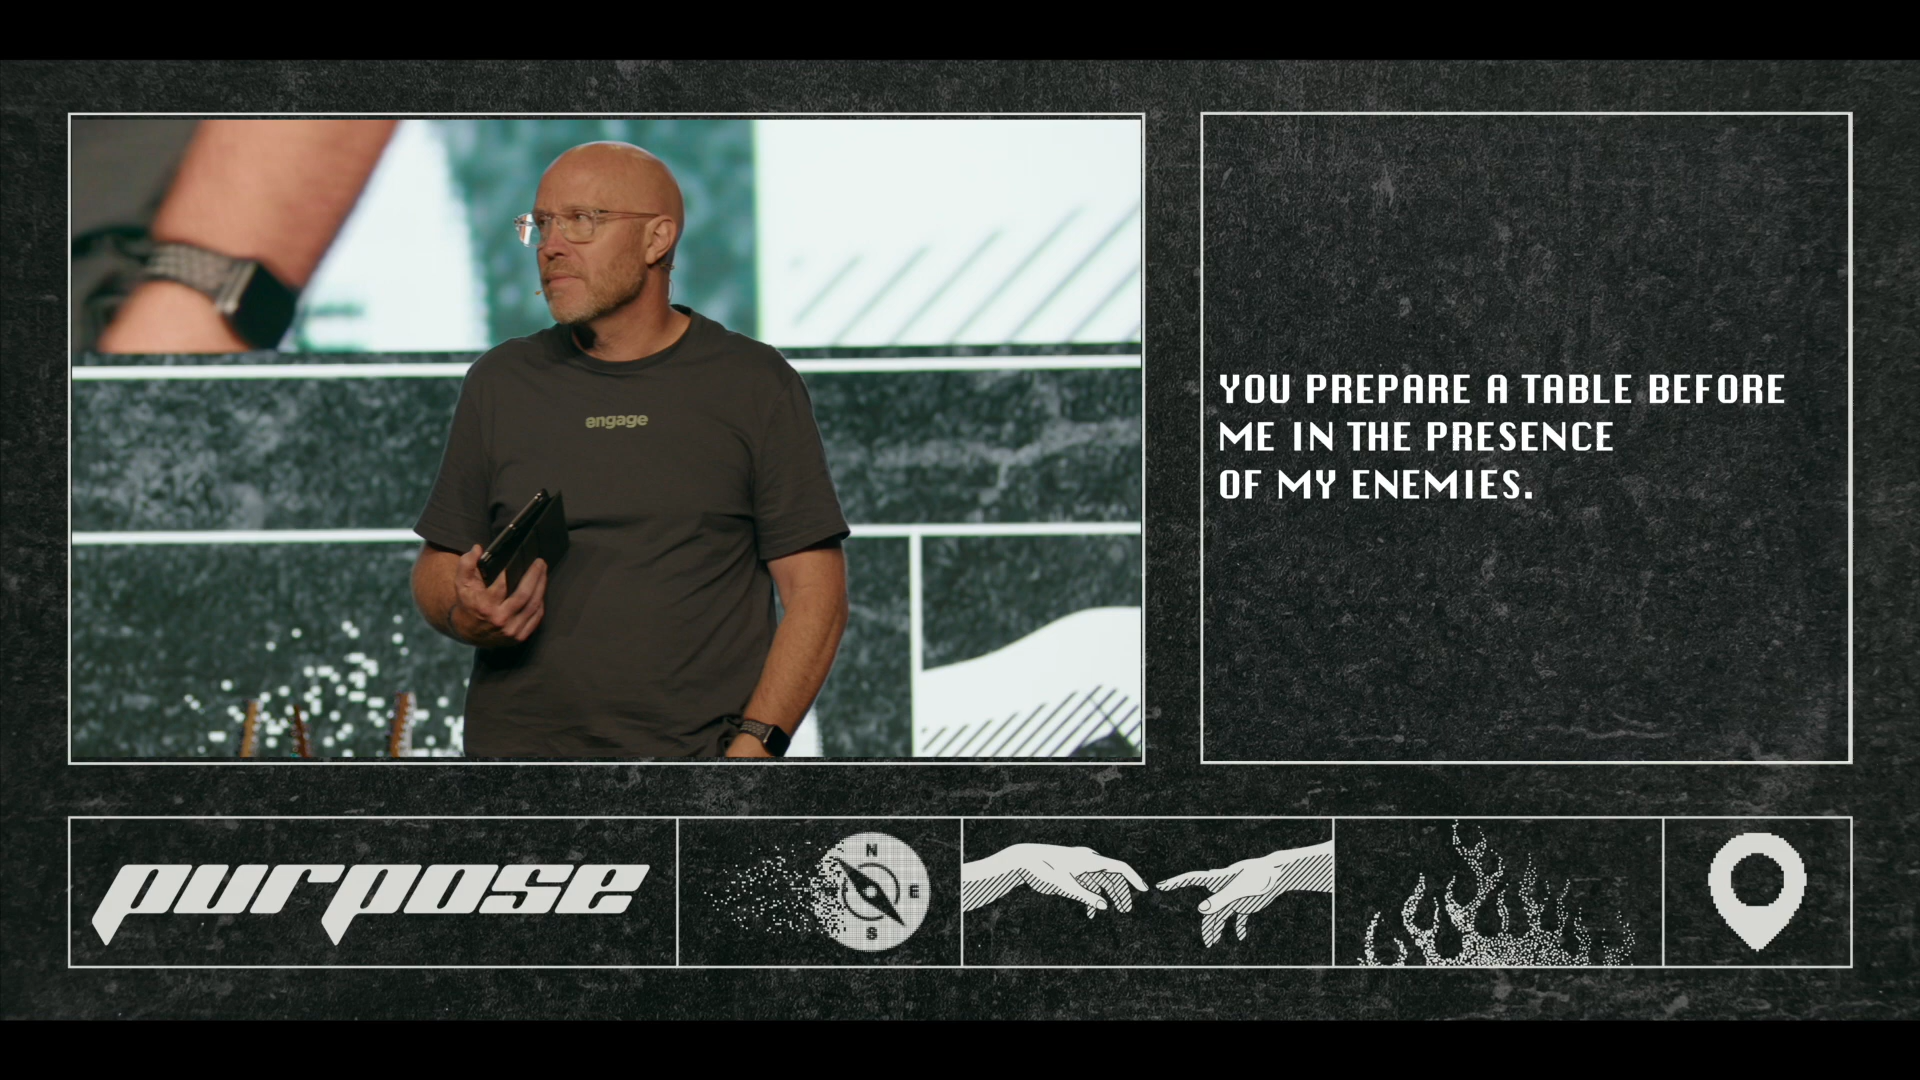 engage
YOU PREPARE A TABLE BEFORE
ME IN THE PRESENCE
OF MY ENEMIES.
purpose
N
E
S